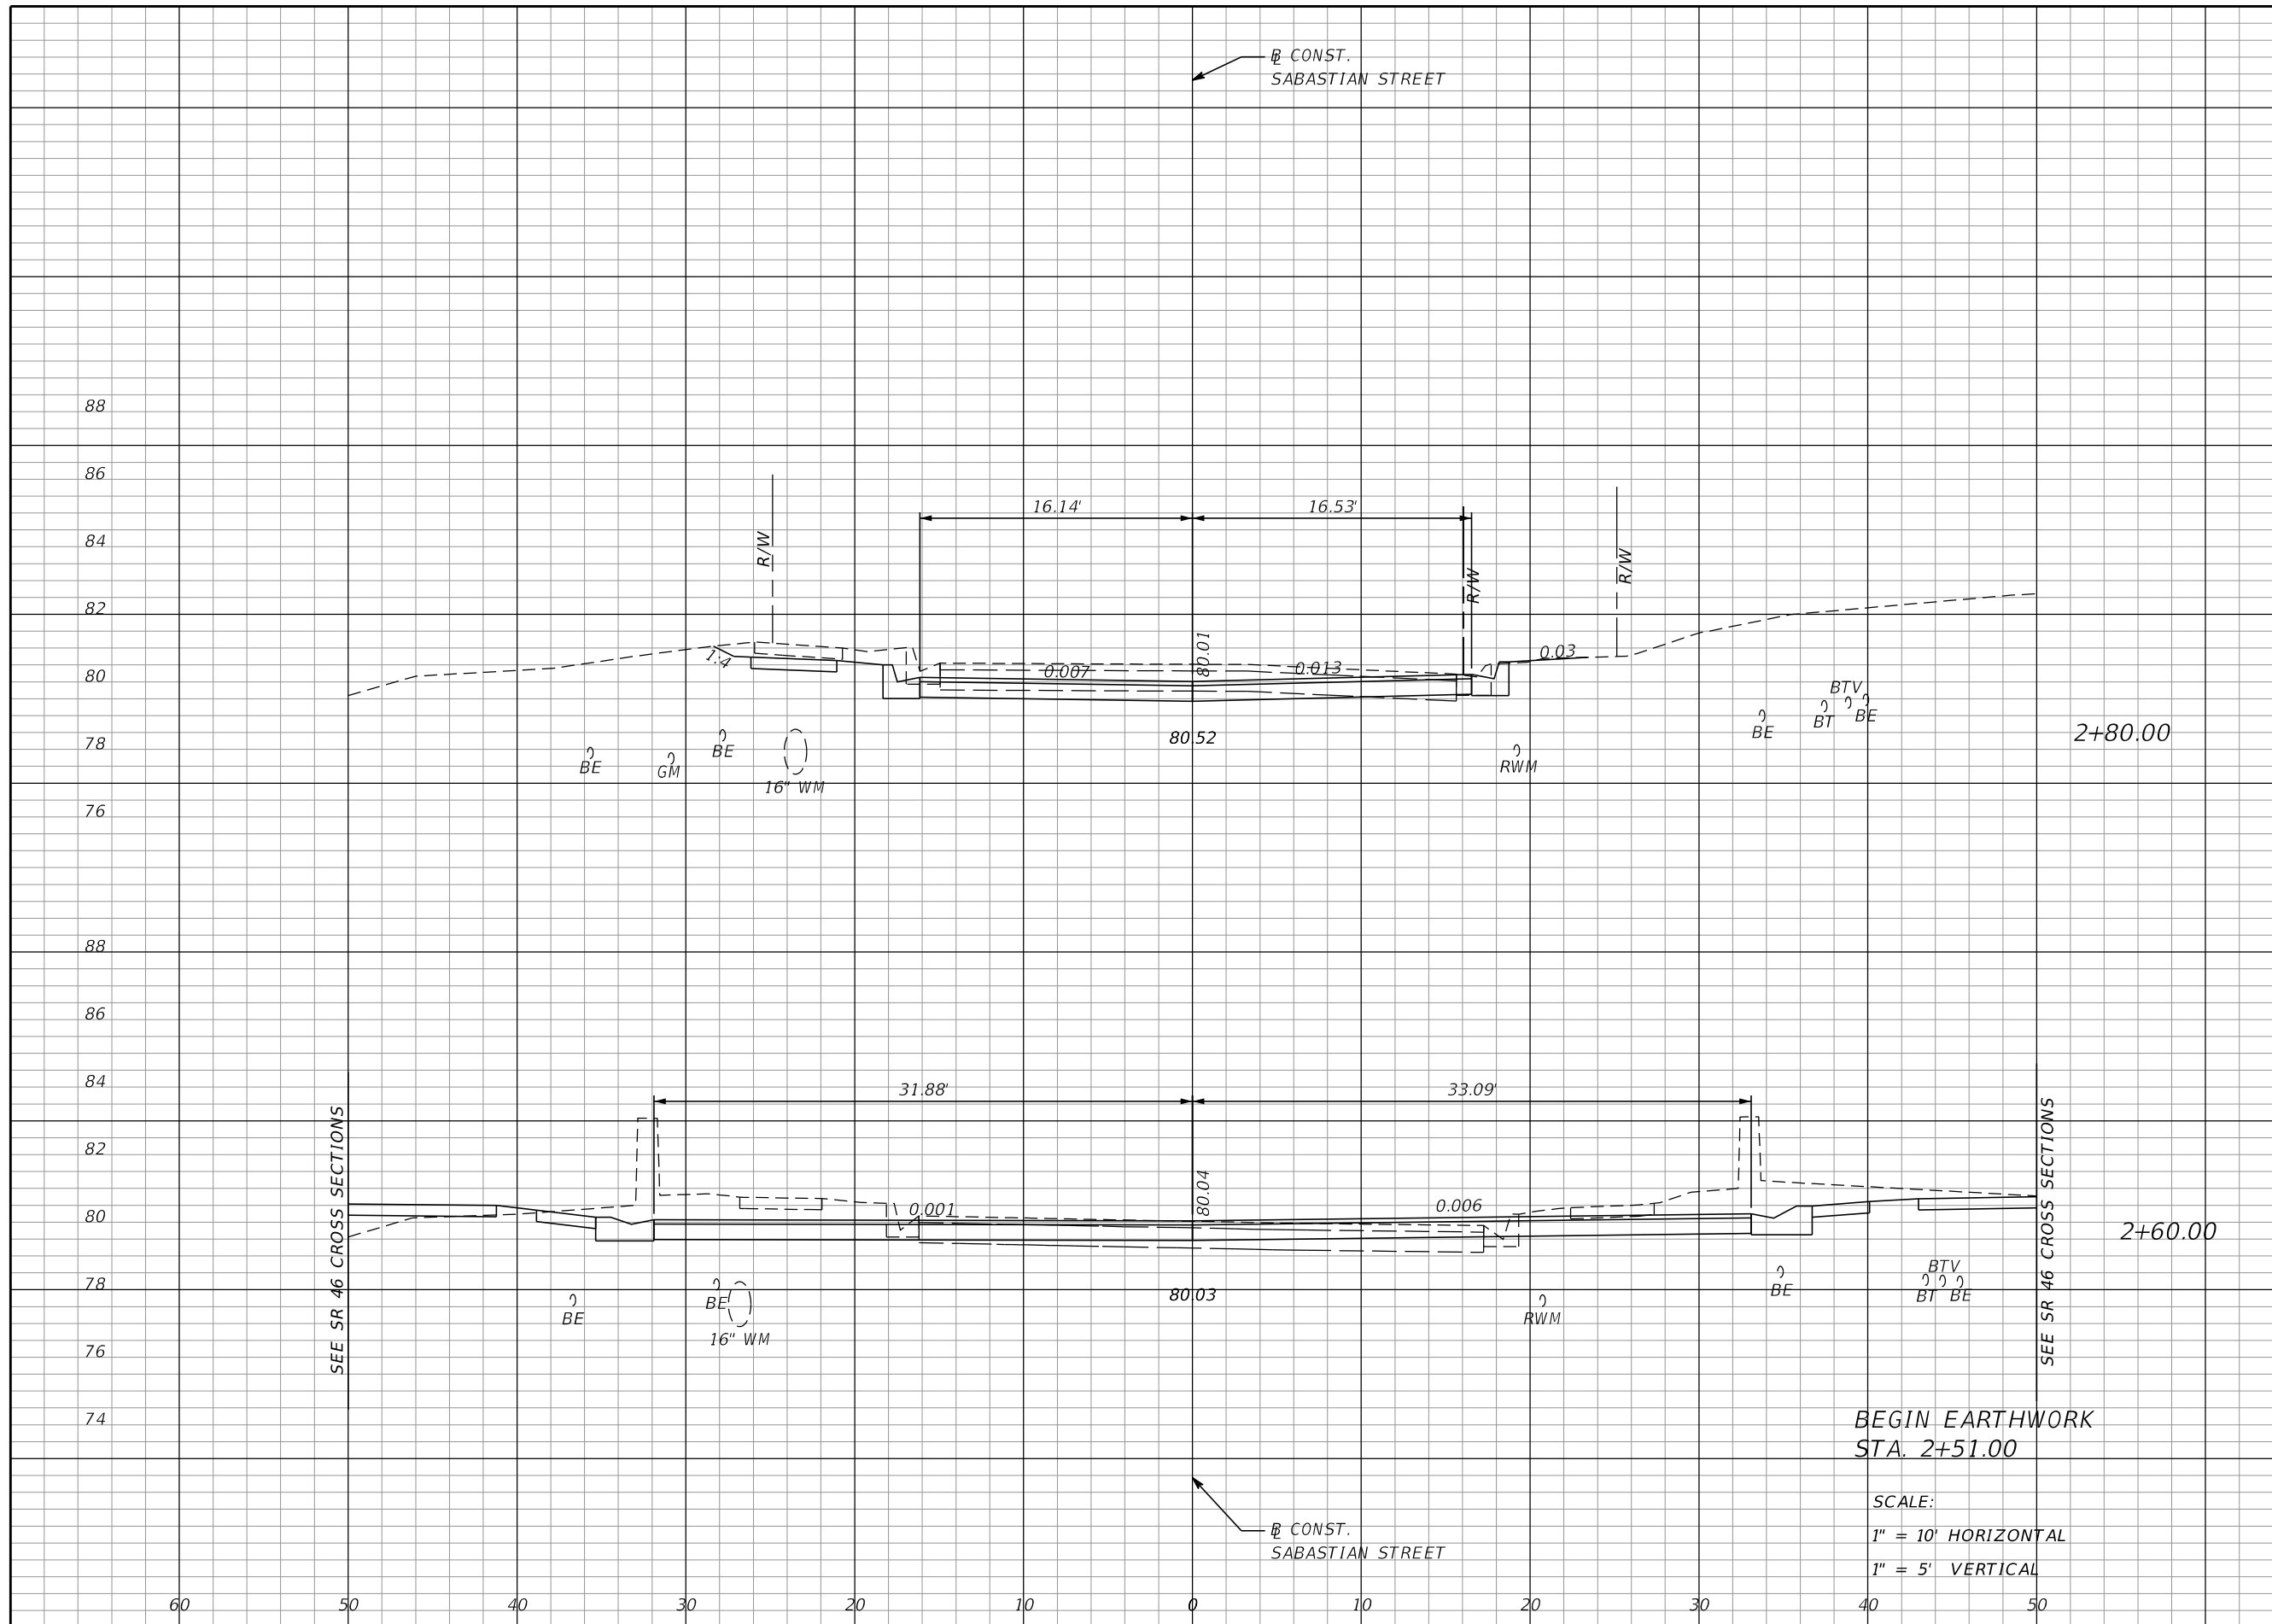 BL CONST.
SABASTIAN STREET
88
86
84
82
80
78
76
16.14'
16.53'
R/W
R/W
R/W
80.01
1:4
0.007
0.013
0.03
80.52
BE
GM
BE
16" WM
RWM
BE
BT
BTV
BE
2+80.00
88
86
84
82
80
78
76
74
31.88'
33.09'
SEE SR 46 CROSS SECTIONS
SEE SR 46 CROSS SECTIONS
80.04
0.001
0.006
80.03
BE
BE
16" WM
RWM
BE
BTV
BT
BE
2+60.00
BEGIN EARTHWORK
STA. 2+51.00
BL CONST.
SABASTIAN STREET
SCALE:
1" = 10' HORIZONTAL
1" = 5' VERTICAL
60 50 40 30 20 10 0 10 20 30 40 50